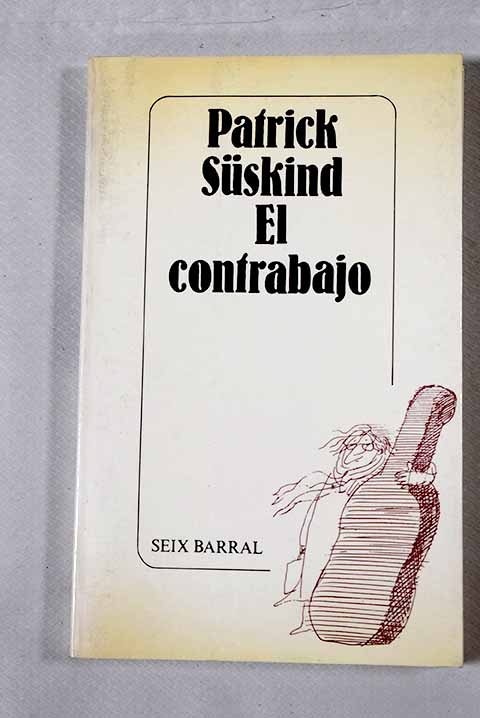 Patrick
Süskind
El
contrabajo
SEIX BARRAL